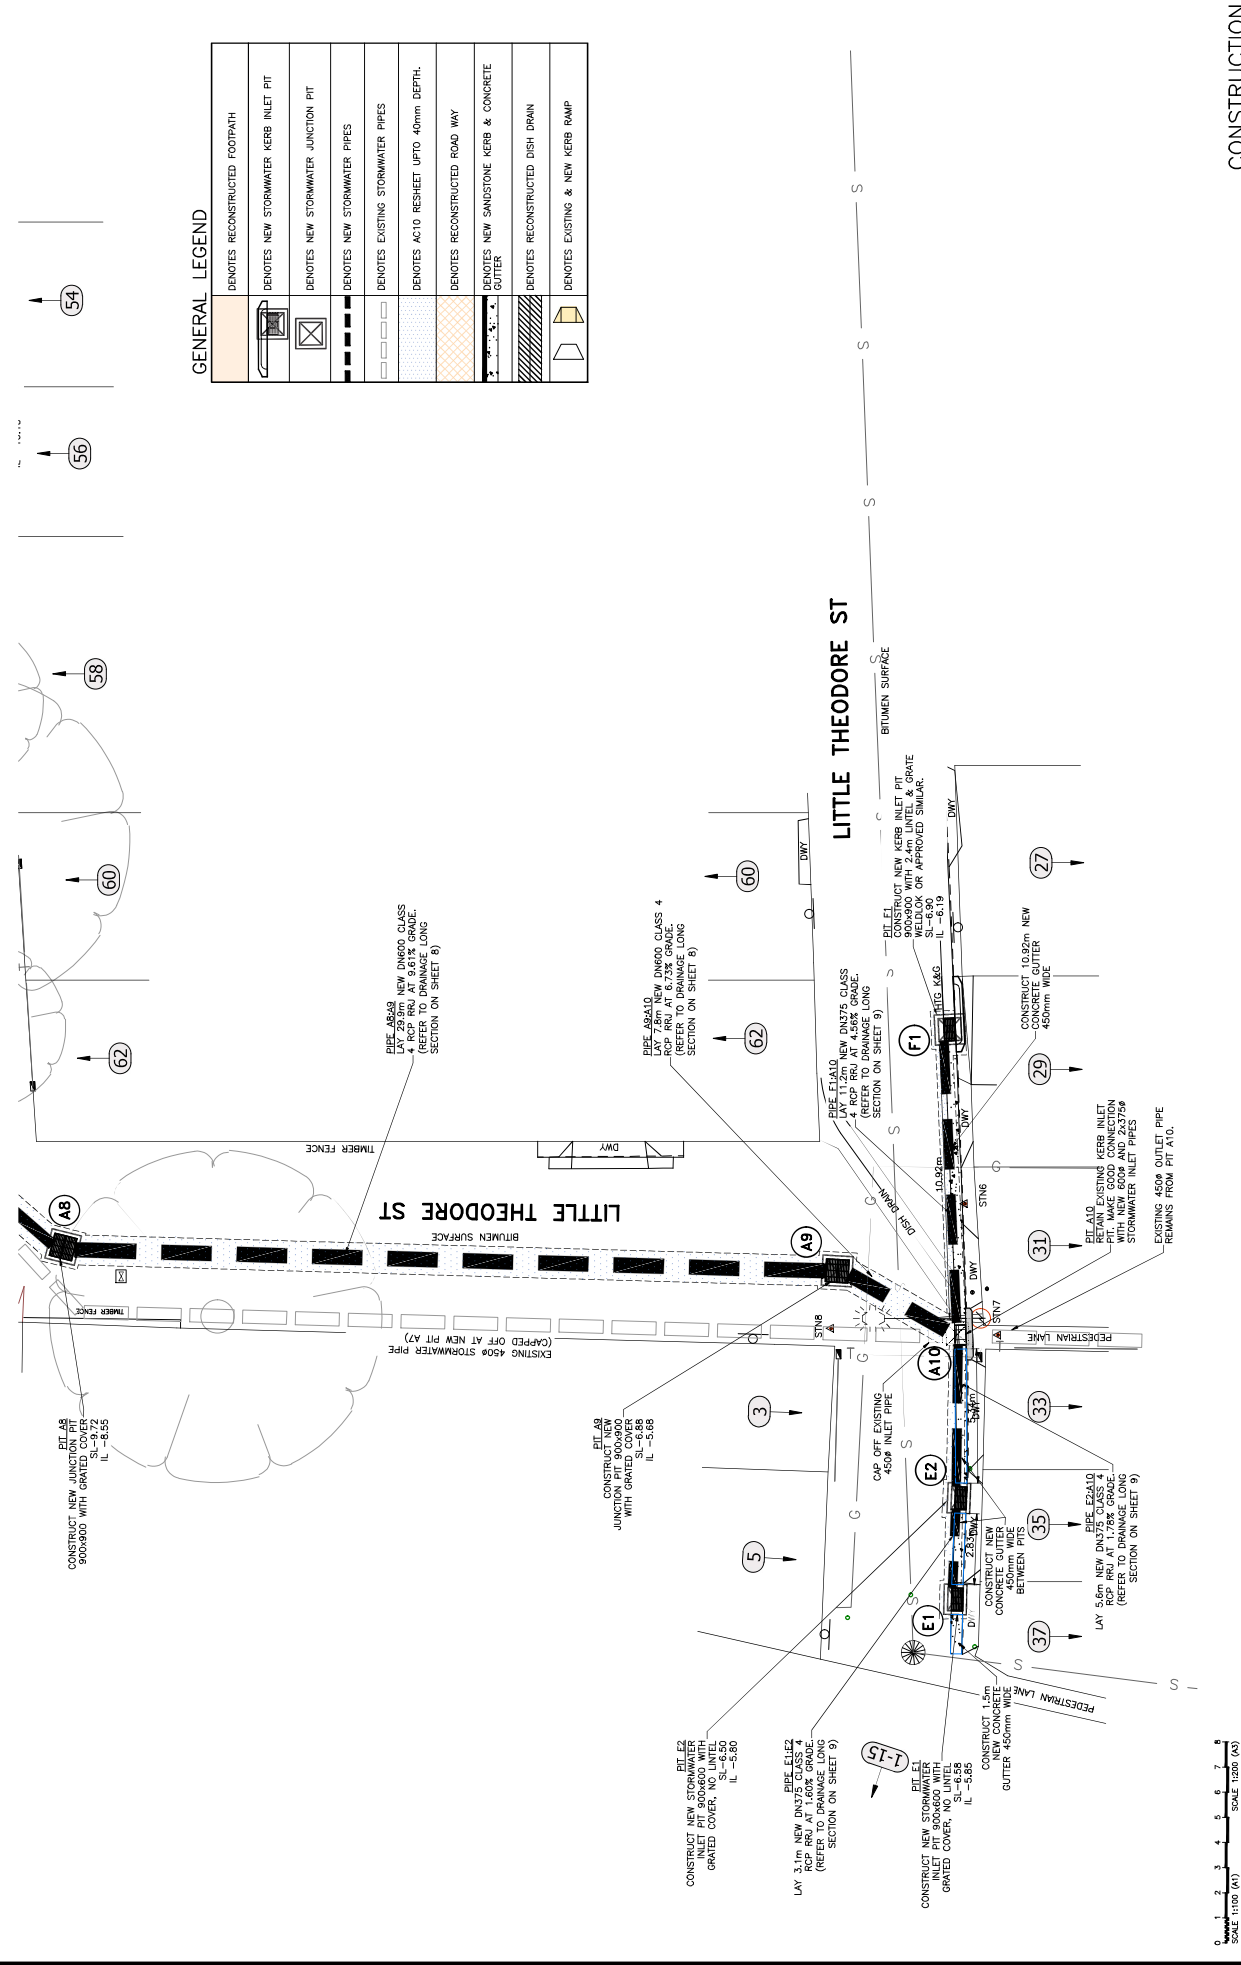 GENERAL LEGEND
DENOTES RECONSTRUCTED FOOTPATH
DENOTES NEW STORMWATER KERB INLET PIT
DENOTES NEW STORMWATER JUNCTION PIT
DENOTES NEW STORMWATER PIPES
DENOTES EXISTING STORMWATER PIPES
DENOTES AC10 RESHEET UPTO 40mm DEPTH.
DENOTES RECONSTRUCTED ROAD WAY
DENOTES NEW SANDSTONE KERB & CONCRETE
GUTTER
DENOTES RECONSTRUCTED DISH DRAIN
DENOTES EXISTING & NEW KERB RAMP
CONSTRUCTION
54
56
58
60
62
A8
PIT A8
CONSTRUCT NEW JUNCTION PIT
900x900 WITH GRATED COVER
SL-9.72
IL -8.55
TIMBER FENCE
TIMBER FENCE
EXISTING 450ø STORMWATER PIPE
(CAPPED OFF AT NEW PIT A7)
LITTLE THEODORE ST
BITUMEN SURFACE
PIPE A8:A9
LAY 29.9m NEW DN600 CLASS
4 RCP RRJ AT 9.61% GRADE.
(REFER TO DRAINAGE LONG
SECTION ON SHEET 8)
DWY
PIT A9
CONSTRUCT NEW
JUNCTION PIT 900x900
WITH GRATED COVER
SL-6.88
IL -5.68
A9
PIPE A9:A10
LAY 7.8m NEW DN600 CLASS 4
RCP RRJ AT 6.73% GRADE.
(REFER TO DRAINAGE LONG
SECTION ON SHEET 8)
60
62
DWY
LITTLE THEODORE ST
BITUMEN SURFACE
S
S
S
S
S
S
S
S
S
S
S
S -
G
G
G
G
T
T
PIPE F1:A10
LAY 11.2m NEW DN375 CLASS
4 RCP RRJ AT 4.56% GRADE.
(REFER TO DRAINAGE LONG
SECTION ON SHEET 9)
PIT F1
CONSTRUCT NEW KERB INLET PIT
900x900 WITH 2.4m LINTEL & GRATE
WELDLOK OR APPROVED SIMILAR.
SL-6.90
IL -6.19
DISH DRAIN
F1
HTG K&G
DWY
10.92m
DWY
DWY
CONSTRUCT 10.92m NEW
CONCRETE GUTTER
450mm WIDE
STN6
STN7
STN8
27
29
31
33
35
37
3
5
1-15
PIT A10
RETAIN EXISTING KERB INLET
PIT. MAKE GOOD CONNECTION
WITH NEW 600ø AND 2x375ø
STORMWATER INLET PIPES
EXISTING 450ø OUTLET PIPE
REMAINS FROM PIT A10.
PEDESTRIAN LANE
A10
CAP OFF EXISTING
450ø INLET PIPE
E2
DWY
DWY
E1
CONSTRUCT NEW
CONCRETE GUTTER
450mm WIDE
BETWEEN PITS
PIPE E2:A10
LAY 5.6m NEW DN375 CLASS 4
RCP RRJ AT 1.78% GRADE.
(REFER TO DRAINAGE LONG
SECTION ON SHEET 9)
PEDESTRIAN LANE
PIT E2
CONSTRUCT NEW STORMWATER
INLET PIT 900x600 WITH
GRATED COVER, NO LINTEL
SL-6.50
IL -5.80
PIPE E1:E2
LAY 3.1m NEW DN375 CLASS 4
RCP RRJ AT 1.60% GRADE.
(REFER TO DRAINAGE LONG
SECTION ON SHEET 9)
PIT E1
CONSTRUCT NEW STORMWATER
INLET PIT 900x600 WITH
GRATED COVER, NO LINTEL
SL-6.58
IL -5.85
CONSTRUCT 1.5m
NEW CONCRETE
GUTTER 450mm WIDE
0 1 2 3 4 5 6 7 8
SCALE 1:100 (A1) SCALE 1:200 (A3)